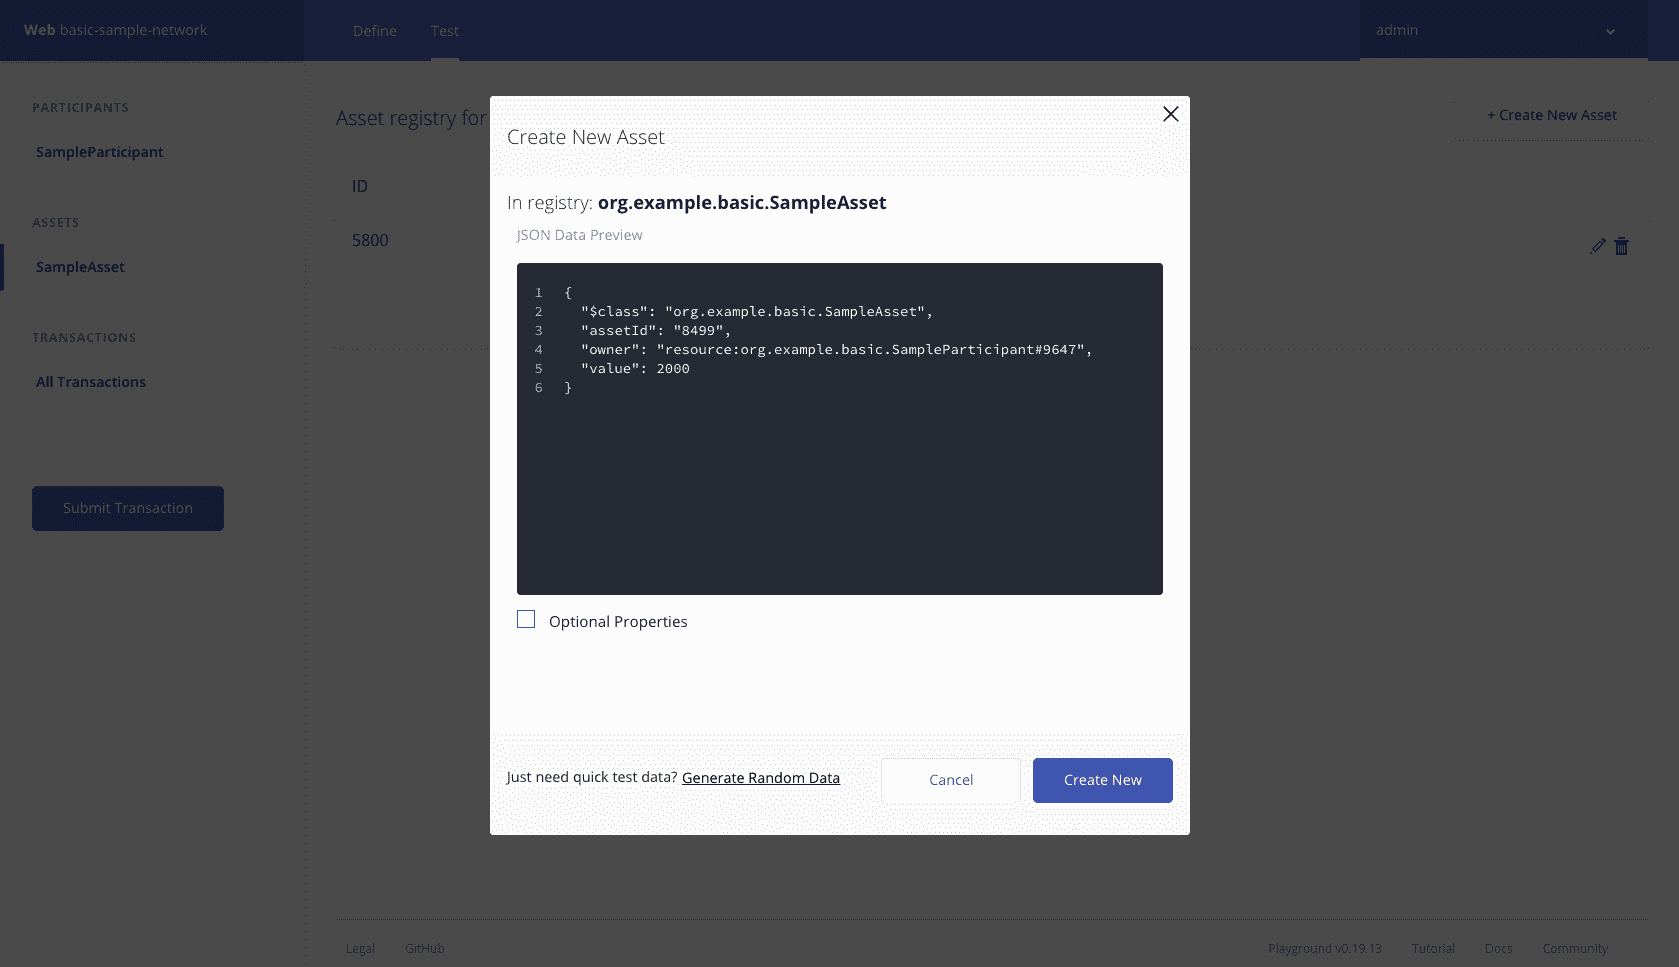 Web basic-sample-network
Define
Test
admin
PARTICIPANTS
SampleParticipant
ASSETS
SampleAsset
TRANSACTIONS
All Transactions
Submit Transaction
Asset registry for
+ Create New Asset
ID
5800
Create New Asset
In registry: org.example.basic.SampleAsset
JSON Data Preview
1 {
2 "$class": "org.example.basic.SampleAsset",
3 "assetId": "8499",
4 "owner": "resource:org.example.basic.SampleParticipant#9647",
5 "value": 2000
6 }
Optional Properties
Just need quick test data? Generate Random Data
Cancel
Create New
Legal
GitHub
Playground v0.19.13
Tutorial
Docs
Community